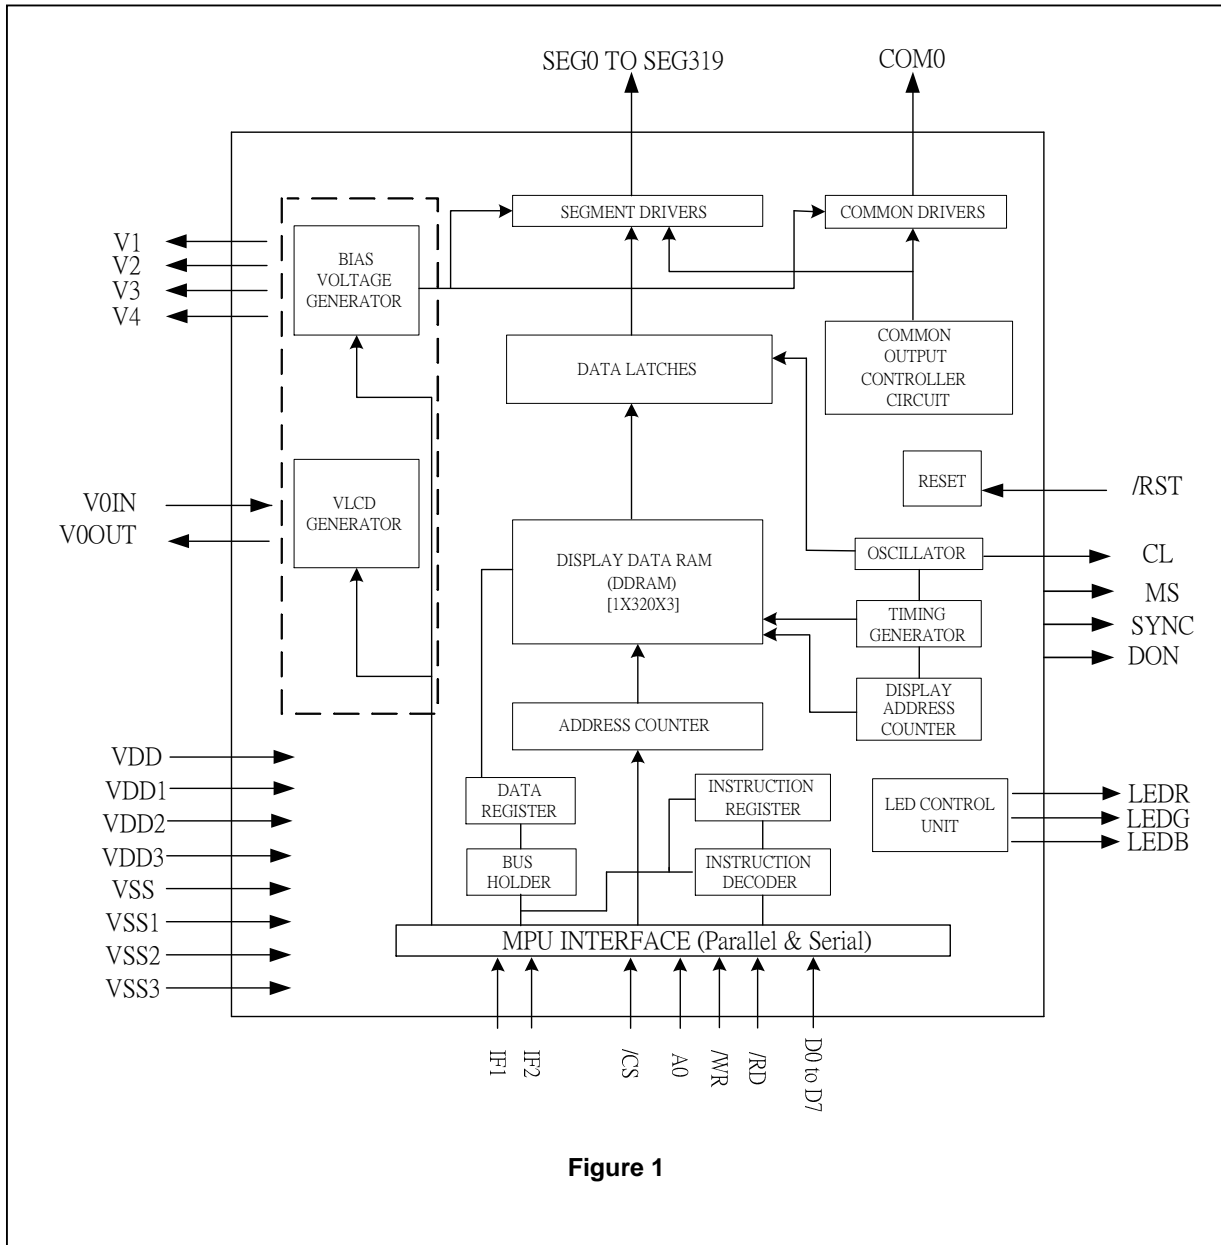 SEG0 TO SEG319
COM0
SEGMENT DRIVERS
COMMON DRIVERS
V1
V2
V3
V4
BIAS
VOLTAGE
GENERATOR
DATA LATCHES
COMMON
OUTPUT
CONTROLLER
CIRCUIT
V0IN
V0OUT
VLCD
GENERATOR
RESET
/RST
DISPLAY DATA RAM
(DDRAM)
[1X320X3]
OSCILLATOR
CL
MS
SYNC
DON
TIMING
GENERATOR
DISPLAY
ADDRESS
COUNTER
ADDRESS COUNTER
VDD
VDD1
VDD2
VDD3
VSS
VSS1
VSS2
VSS3
DATA
REGISTER
INSTRUCTION
REGISTER
LED CONTROL
UNIT
LEDR
LEDG
LEDB
BUS
HOLDER
INSTRUCTION
DECODER
MPU INTERFACE (Parallel & Serial)
IF1
IF2
/CS
A0
/WR
/RD
D0 to D7
Figure 1